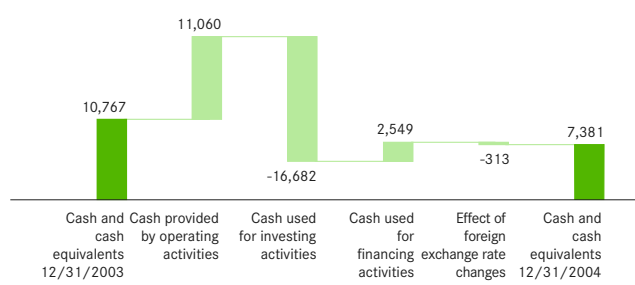 11,060
10,767
2,549
7,381
-313
-16,682
Cash and
cash
equivalents
12/31/2003
Cash provided
by operating
activities
Cash used
for investing
activities
Cash used
for
financing
activities
Effect of
foreign
exchange rate
changes
Cash and
cash
equivalents
12/31/2004